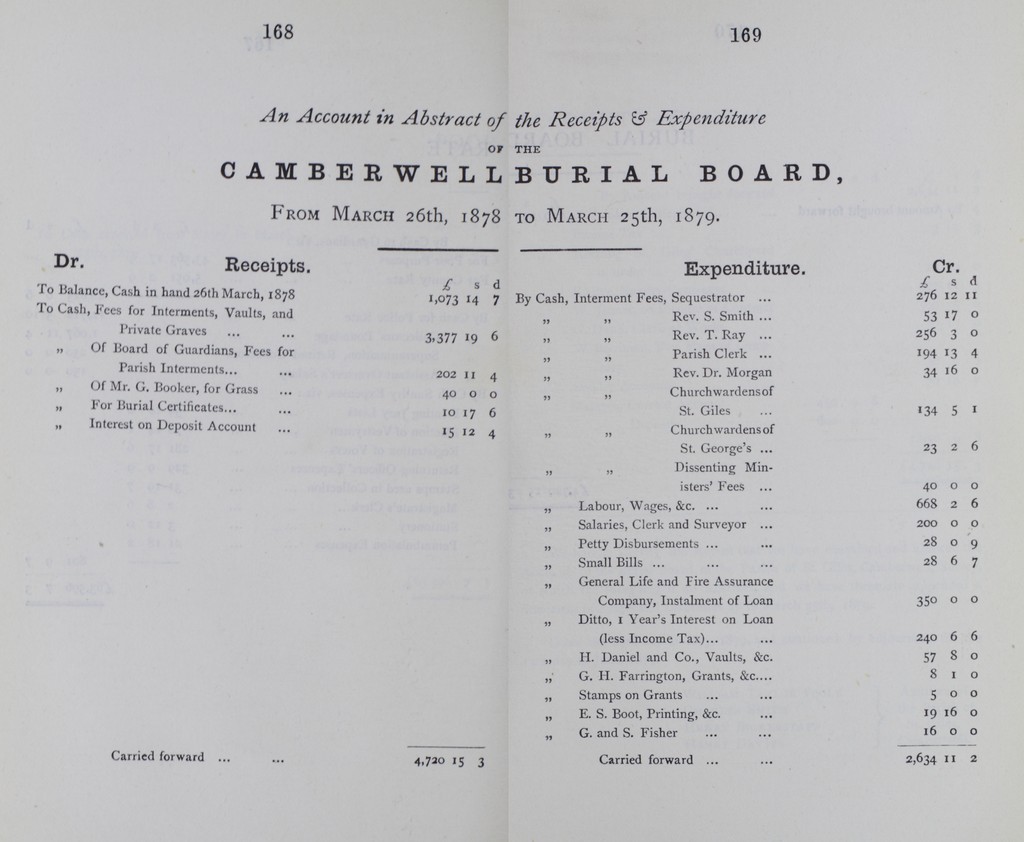 168
169
An Account in Abstract of the Receipts & Expenditure
OF THE
CAMBERWELL BURIAL BOARD,
FROM MARCH 26th, 1878 TO MARCH 25th, 1879.
Dr. Receipts.
£ s d
To Balance, Cash in hand 26th March, 1878 1,073 14 7
To Cash, Fees for Interments, Vaults, and
Private Graves ... ... 3,377 19 6
„ Of Board of Guardians, Fees for
Parish Interments... ... 202 11 4
„ Of Mr. G. Booker, for Grass ... 40 0 0
„ For Burial Certificates... ... 10 17 6
„ Interest on Deposit Account ... 15 12 4
Carried forward ... ... 4,720 15 3
Expenditure. Cr.
£ s d
By Cash, Interment Fees, Sequestrator ... 276 12 11
„ „ Rev. S. Smith ... 53 17 0
„ „ Rev. T. Ray ... 256 3 0
„ „ Parish Clerk ... 194 13 4
„ „ Rev. Dr. Morgan 34 16 0
„ „ Churchwardens of
St. Giles ... 134 5 1
„ „ Churchwardens of
St. George's ... 23 2 6
„ „ Dissenting Min-
isters' Fees ... 40 0 0
„ Labour, Wages, &c. ... ... 668 2 6
„ Salaries, Clerk and Surveyor ... 200 0 0
„ Petty Disbursements ... ... 28 0 9
„ Small Bills ... ... ... 28 6 7
„ General Life and Fire Assurance
Company, Instalment of Loan 350 0 0
„ Ditto, 1 Year's Interest on Loan
(less Income Tax)... ... 240 6 6
„ H. Daniel and Co., Vaults, &c. 57 8 0
„ G. H. Farrington, Grants, &c.... 8 1 0
„ Stamps on Grants ... ... 5 0 0
„ E. S. Boot, Printing, &c. ... 19 16 0
„ G. and S. Fisher ... ... 16 0 0
Carried forward ... ... 2,634 11 2